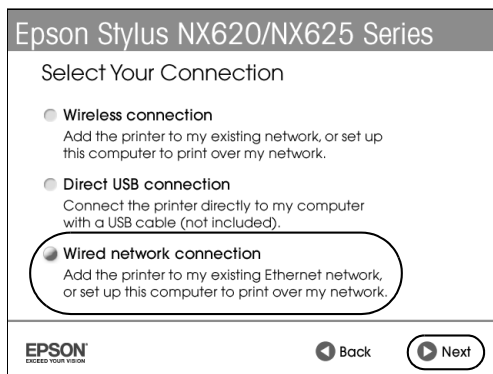 Epson Stylus NX620/NX625 Series
Select Your Connection
Wireless connection
Add the printer to my existing network, or set up
this computer to print over my network.
Direct USB connection
Connect the printer directly to my computer
with a USB cable (not included).
Wired network connection
Add the printer to my existing Ethernet network,
or set up this computer to print over my network.
EPSON
EXCEED YOUR VISION
Back
Next